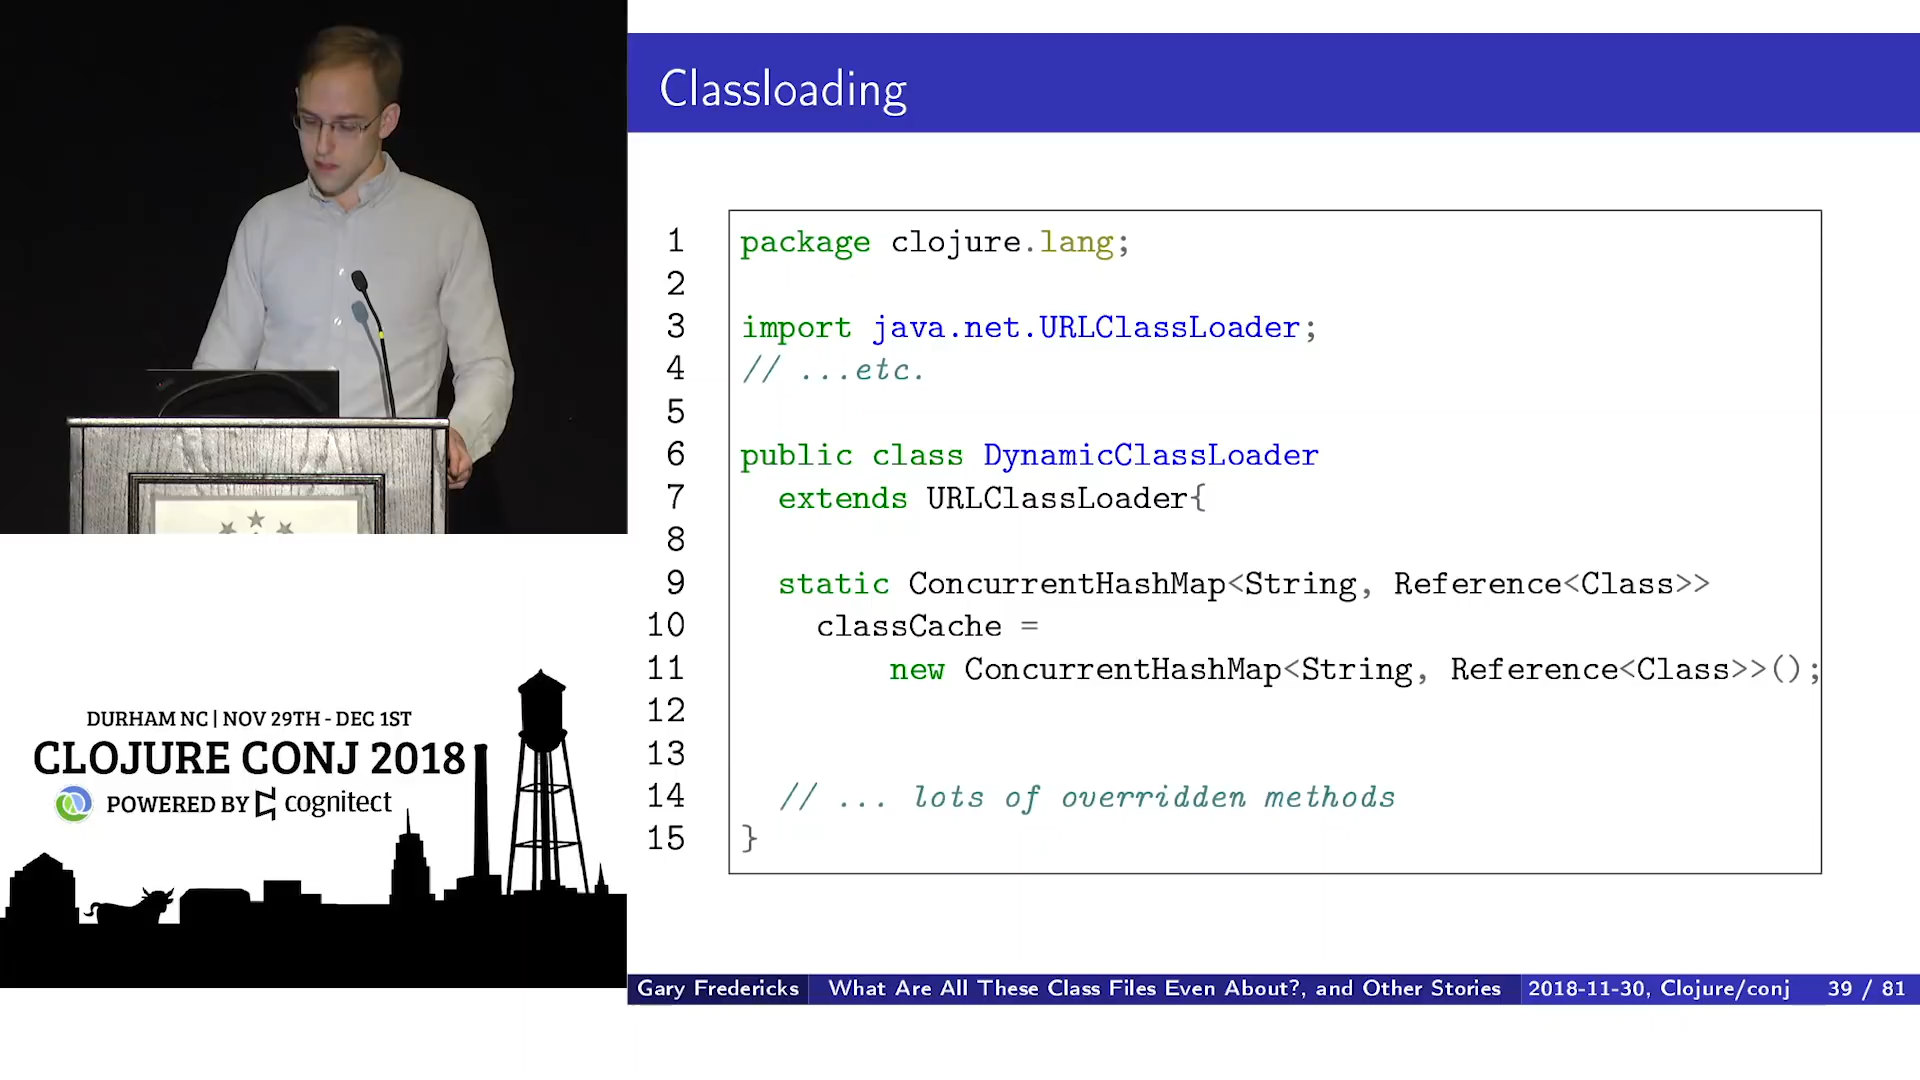 Classloading
1 package clojure.lang;
2
3 import java.net.URLClassLoader;
4 // ...etc.
5
6 public class DynamicClassLoader
7 extends URLClassLoader{
8
9 static ConcurrentHashMap<String, Reference<Class>>
10 classCache =
11 new ConcurrentHashMap<String, Reference<Class>>();
12
13
14 // ... lots of overridden methods
15 }
DURHAM NC | NOV 29TH - DEC 1ST
CLOJURE CONJ 2018
POWERED BY cognitect
Gary Fredericks What Are All These Class Files Even About?, and Other Stories 2018-11-30, Clojure/conj 39 / 81